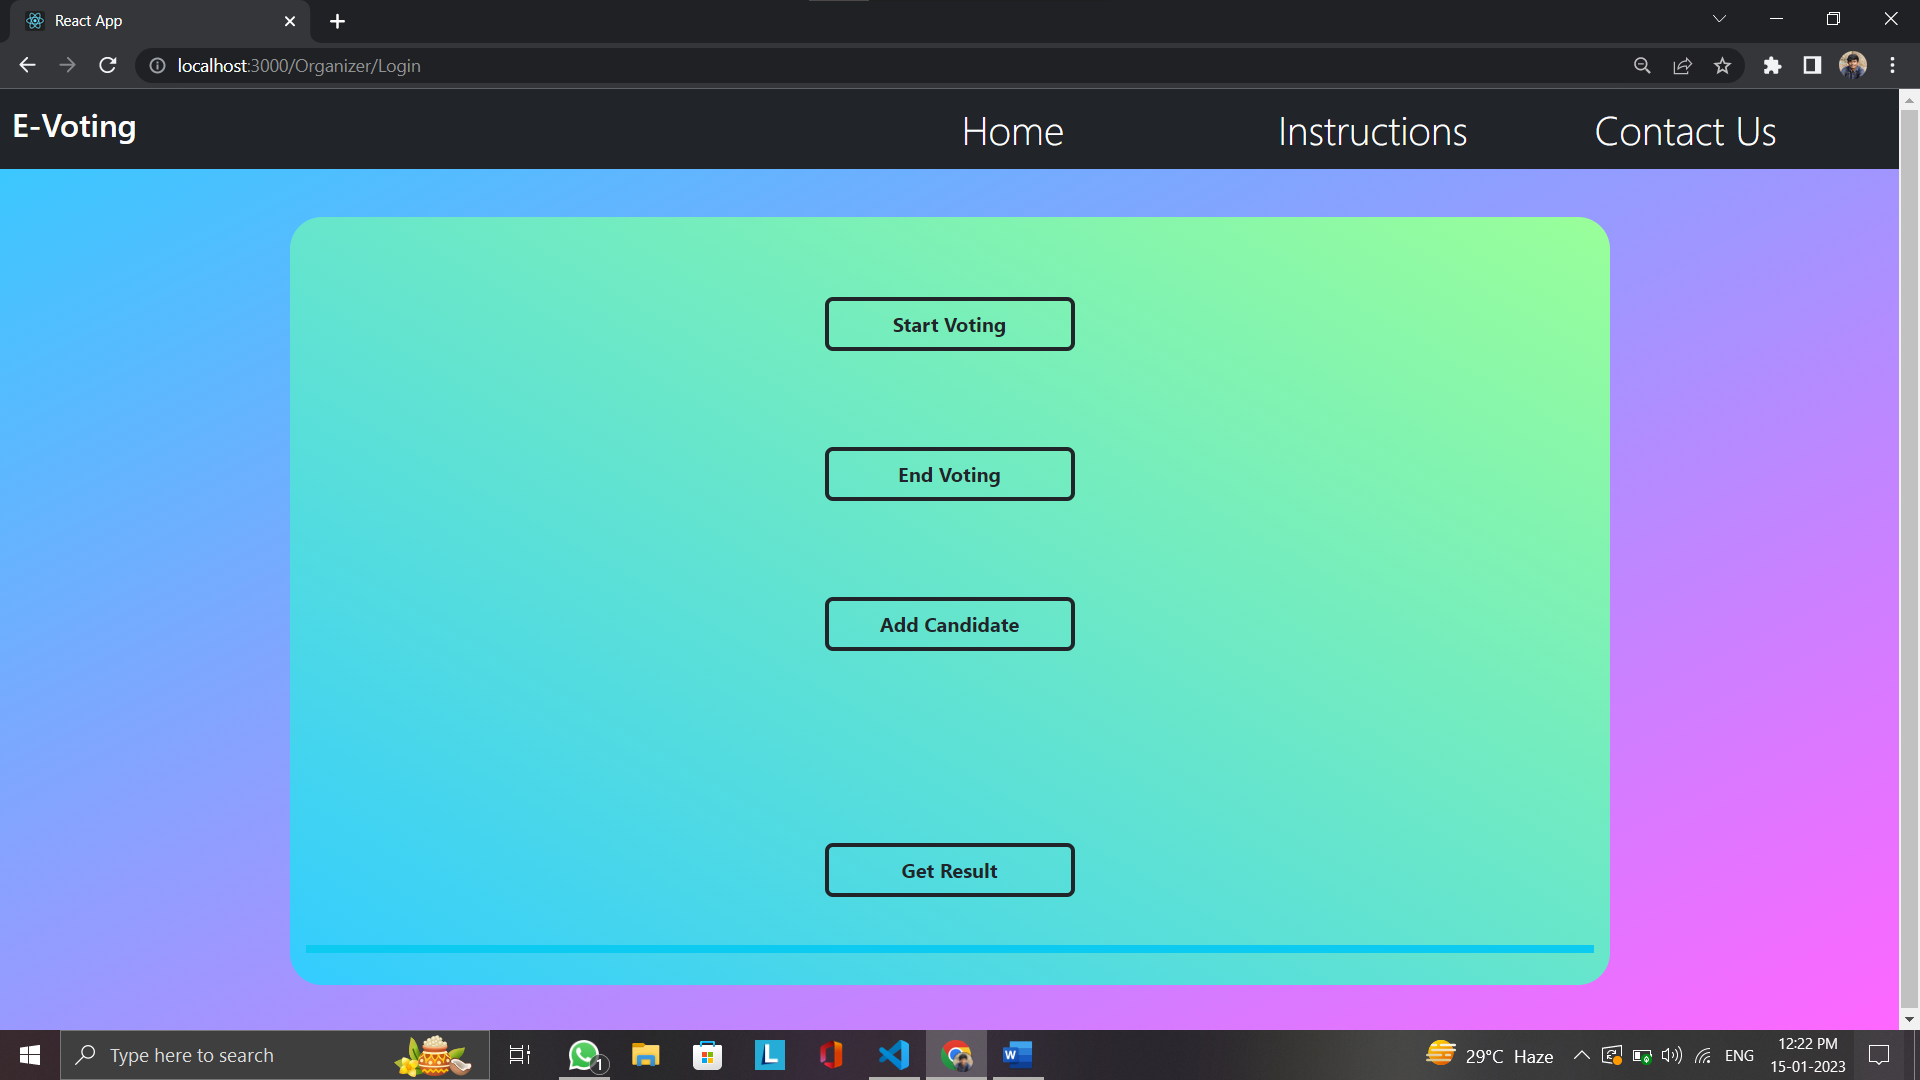 React App
localhost:3000/Organizer/Login
E-Voting
Home
Instructions
Contact Us
Start Voting
End Voting
Add Candidate
Get Result
Type here to search
1
L
W
29°C Haze
ENG
12:22 PM
15-01-2023